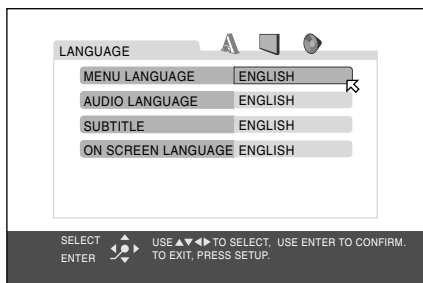 LANGUAGE
MENU LANGUAGE ENGLISH
AUDIO LANGUAGE ENGLISH
SUBTITLE ENGLISH
ON SCREEN LANGUAGE ENGLISH
SELECT
ENTER
USE ▲▼◀▶ TO SELECT, USE ENTER TO CONFIRM.
TO EXIT, PRESS SETUP.